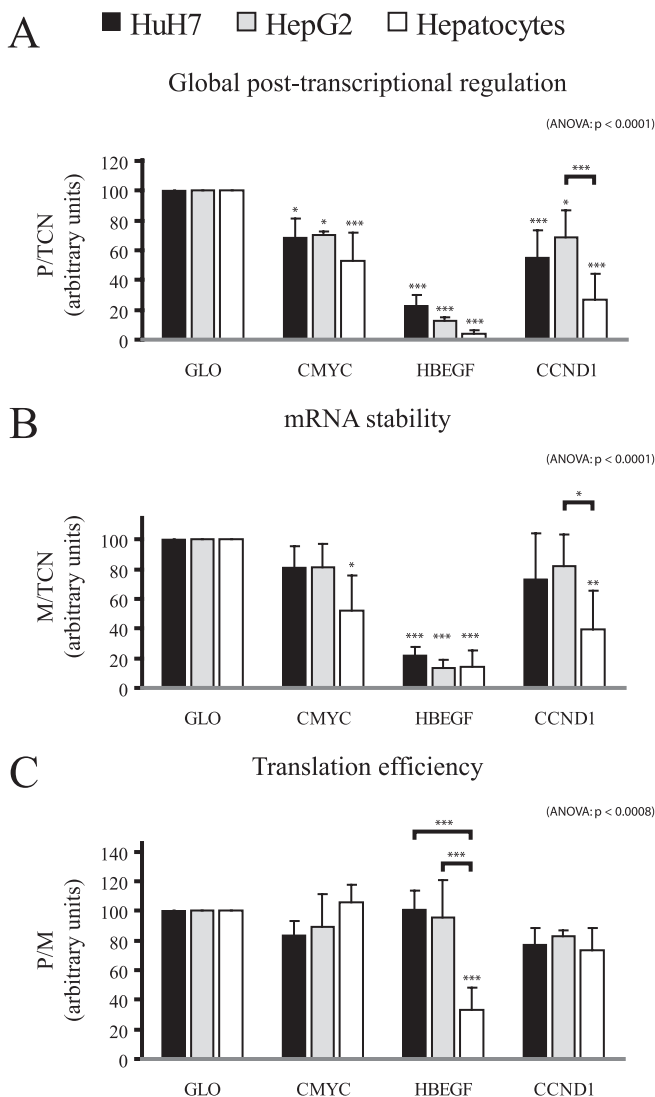 A
HuH7 HepG2 Hepatocytes
Global post-transcriptional regulation
(ANOVA: p < 0.0001)
P/TCN
(arbitrary units)
120
100
80
60
40
20
0
* * ***
*** *** ***
*** * ***
***
GLO CMYC HBEGF CCND1
B
mRNA stability
(ANOVA: p < 0.0001)
M/TCN
(arbitrary units)
100
80
60
40
20
0
*
*** *** ***
**
*
GLO CMYC HBEGF CCND1
C
Translation efficiency
(ANOVA: p < 0.0008)
P/M
(arbitrary units)
140
120
100
80
60
40
20
0
***
***
***
GLO CMYC HBEGF CCND1